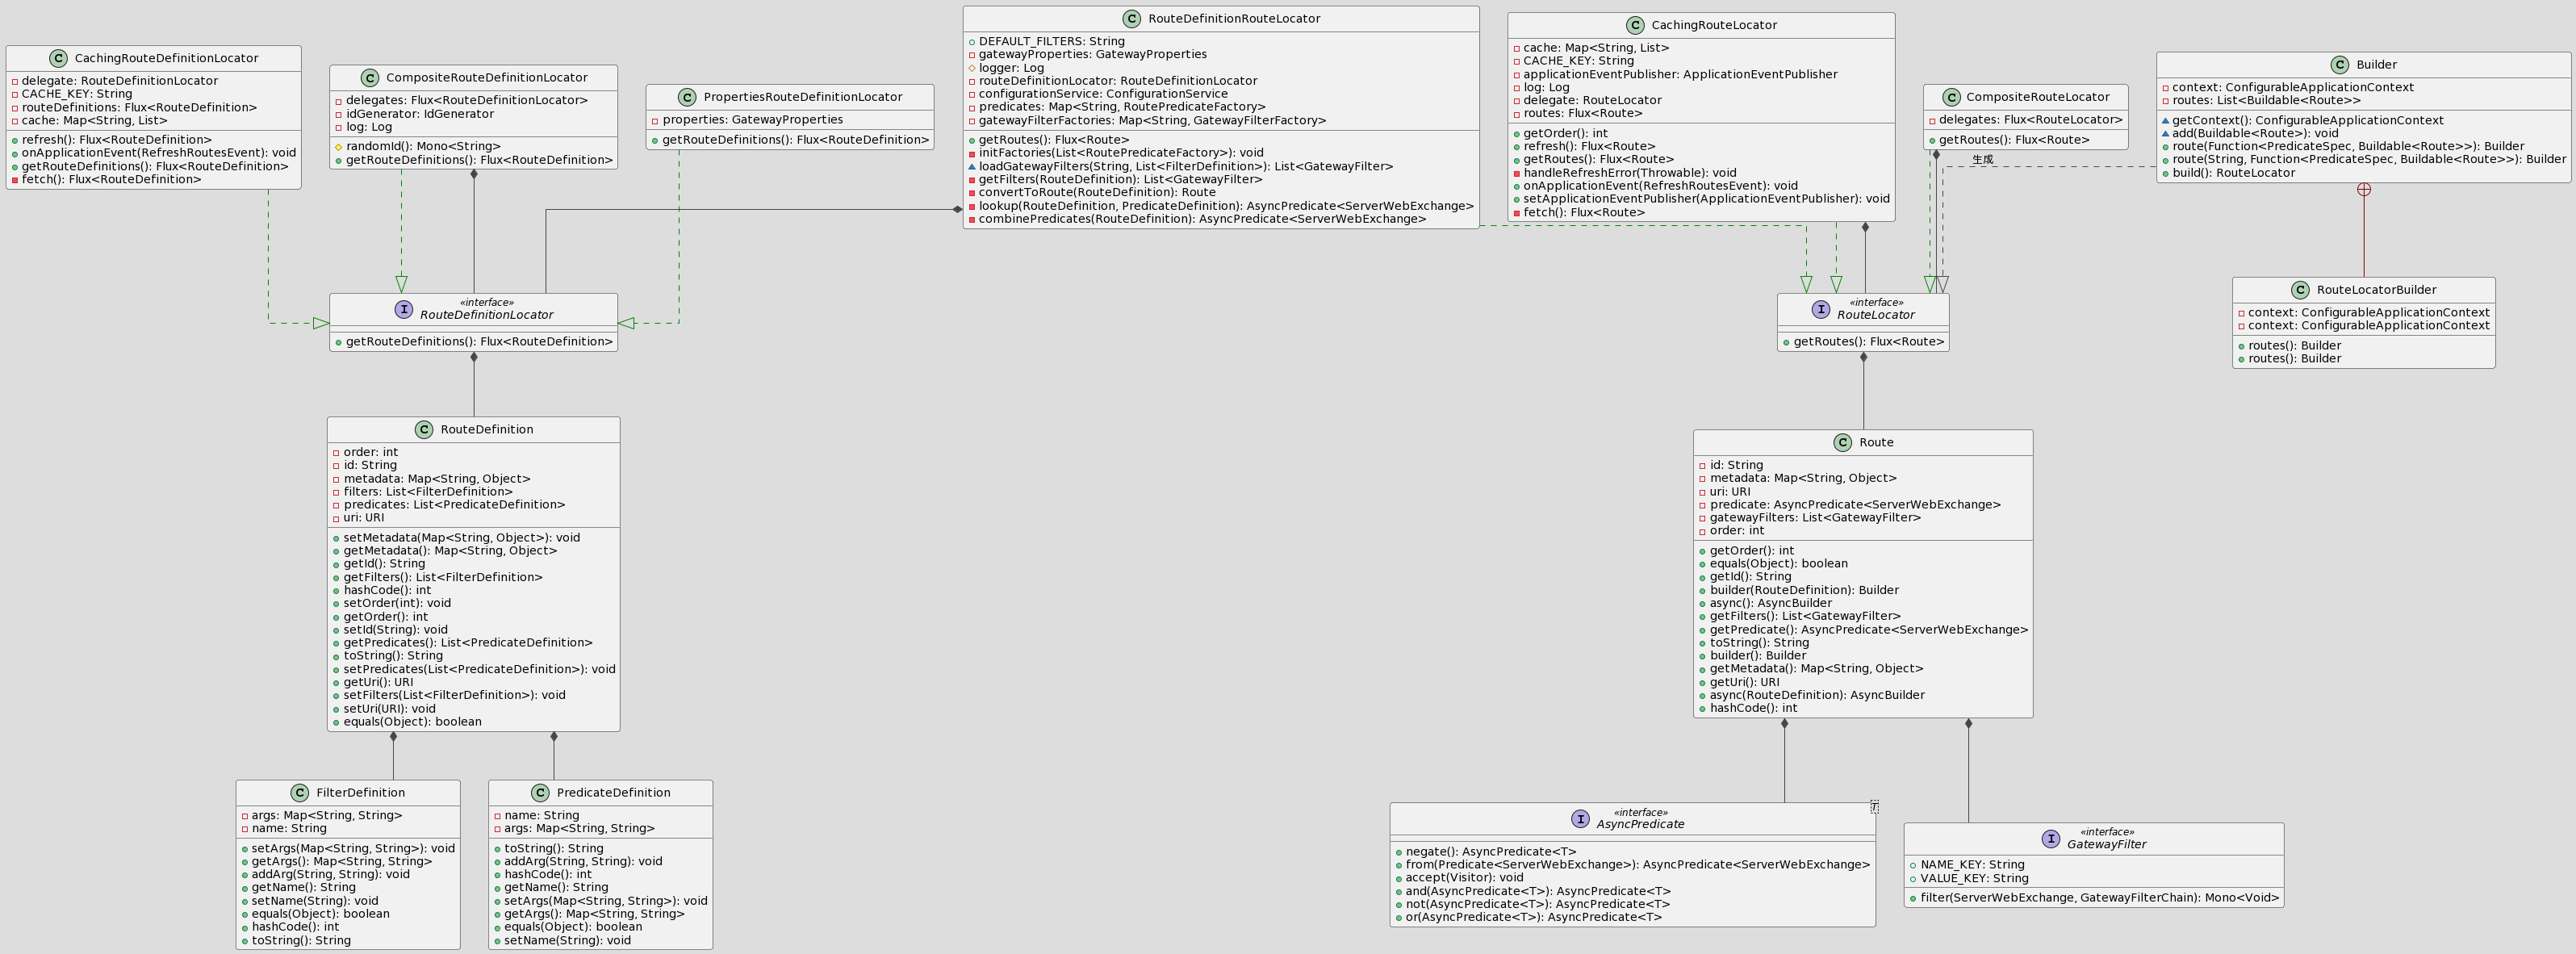 CachingRouteDefinitionLocator
delegate: RouteDefinitionLocator
CACHE_KEY: String
routeDefinitions: Flux<RouteDefinition>
cache: Map<String, List>
refresh(): Flux<RouteDefinition>
onApplicationEvent(RefreshRoutesEvent): void
getRouteDefinitions(): Flux<RouteDefinition>
fetch(): Flux<RouteDefinition>
CompositeRouteDefinitionLocator
delegates: Flux<RouteDefinitionLocator>
idGenerator: IdGenerator
log: Log
randomId(): Mono<String>
getRouteDefinitions(): Flux<RouteDefinition>
PropertiesRouteDefinitionLocator
properties: GatewayProperties
getRouteDefinitions(): Flux<RouteDefinition>
RouteDefinitionRouteLocator
DEFAULT_FILTERS: String
gatewayProperties: GatewayProperties
logger: Log
routeDefinitionLocator: RouteDefinitionLocator
configurationService: ConfigurationService
predicates: Map<String, RoutePredicateFactory>
gatewayFilterFactories: Map<String, GatewayFilterFactory>
getRoutes(): Flux<Route>
initFactories(List<RoutePredicateFactory>): void
loadGatewayFilters(String, List<FilterDefinition>): List<GatewayFilter>
getFilters(RouteDefinition): List<GatewayFilter>
convertToRoute(RouteDefinition): Route
lookup(RouteDefinition, PredicateDefinition): AsyncPredicate<ServerWebExchange>
combinePredicates(RouteDefinition): AsyncPredicate<ServerWebExchange>
CachingRouteLocator
cache: Map<String, List>
CACHE_KEY: String
applicationEventPublisher: ApplicationEventPublisher
log: Log
delegate: RouteLocator
routes: Flux<Route>
getOrder(): int
refresh(): Flux<Route>
getRoutes(): Flux<Route>
handleRefreshError(Throwable): void
onApplicationEvent(RefreshRoutesEvent): void
setApplicationEventPublisher(ApplicationEventPublisher): void
fetch(): Flux<Route>
CompositeRouteLocator
delegates: Flux<RouteLocator>
getRoutes(): Flux<Route>
生成
Builder
context: ConfigurableApplicationContext
routes: List<Buildable<Route>>
getContext(): ConfigurableApplicationContext
add(Buildable<Route>): void
route(Function<PredicateSpec, Buildable<Route>>): Builder
route(String, Function<PredicateSpec, Buildable<Route>>): Builder
build(): RouteLocator
«interface»
RouteDefinitionLocator
getRouteDefinitions(): Flux<RouteDefinition>
«interface»
RouteLocator
getRoutes(): Flux<Route>
RouteLocatorBuilder
context: ConfigurableApplicationContext
context: ConfigurableApplicationContext
routes(): Builder
routes(): Builder
RouteDefinition
order: int
id: String
metadata: Map<String, Object>
filters: List<FilterDefinition>
predicates: List<PredicateDefinition>
uri: URI
setMetadata(Map<String, Object>): void
getMetadata(): Map<String, Object>
getId(): String
getFilters(): List<FilterDefinition>
hashCode(): int
setOrder(int): void
getOrder(): int
setId(String): void
getPredicates(): List<PredicateDefinition>
toString(): String
setPredicates(List<PredicateDefinition>): void
getUri(): URI
setFilters(List<FilterDefinition>): void
setUri(URI): void
equals(Object): boolean
Route
id: String
metadata: Map<String, Object>
uri: URI
predicate: AsyncPredicate<ServerWebExchange>
gatewayFilters: List<GatewayFilter>
order: int
getOrder(): int
equals(Object): boolean
getId(): String
builder(RouteDefinition): Builder
async(): AsyncBuilder
getFilters(): List<GatewayFilter>
getPredicate(): AsyncPredicate<ServerWebExchange>
toString(): String
builder(): Builder
getMetadata(): Map<String, Object>
getUri(): URI
async(RouteDefinition): AsyncBuilder
hashCode(): int
FilterDefinition
args: Map<String, String>
name: String
setArgs(Map<String, String>): void
getArgs(): Map<String, String>
addArg(String, String): void
getName(): String
setName(String): void
equals(Object): boolean
hashCode(): int
toString(): String
PredicateDefinition
name: String
args: Map<String, String>
toString(): String
addArg(String, String): void
hashCode(): int
getName(): String
setArgs(Map<String, String>): void
getArgs(): Map<String, String>
equals(Object): boolean
setName(String): void
T
«interface»
AsyncPredicate
negate(): AsyncPredicate<T>
from(Predicate<ServerWebExchange>): AsyncPredicate<ServerWebExchange>
accept(Visitor): void
and(AsyncPredicate<T>): AsyncPredicate<T>
not(AsyncPredicate<T>): AsyncPredicate<T>
or(AsyncPredicate<T>): AsyncPredicate<T>
«interface»
GatewayFilter
NAME_KEY: String
VALUE_KEY: String
filter(ServerWebExchange, GatewayFilterChain): Mono<Void>